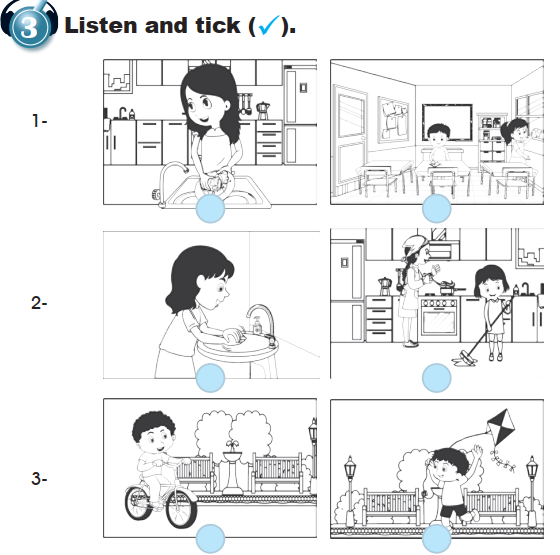 3 Listen and tick (✓).
1-
2-
3-